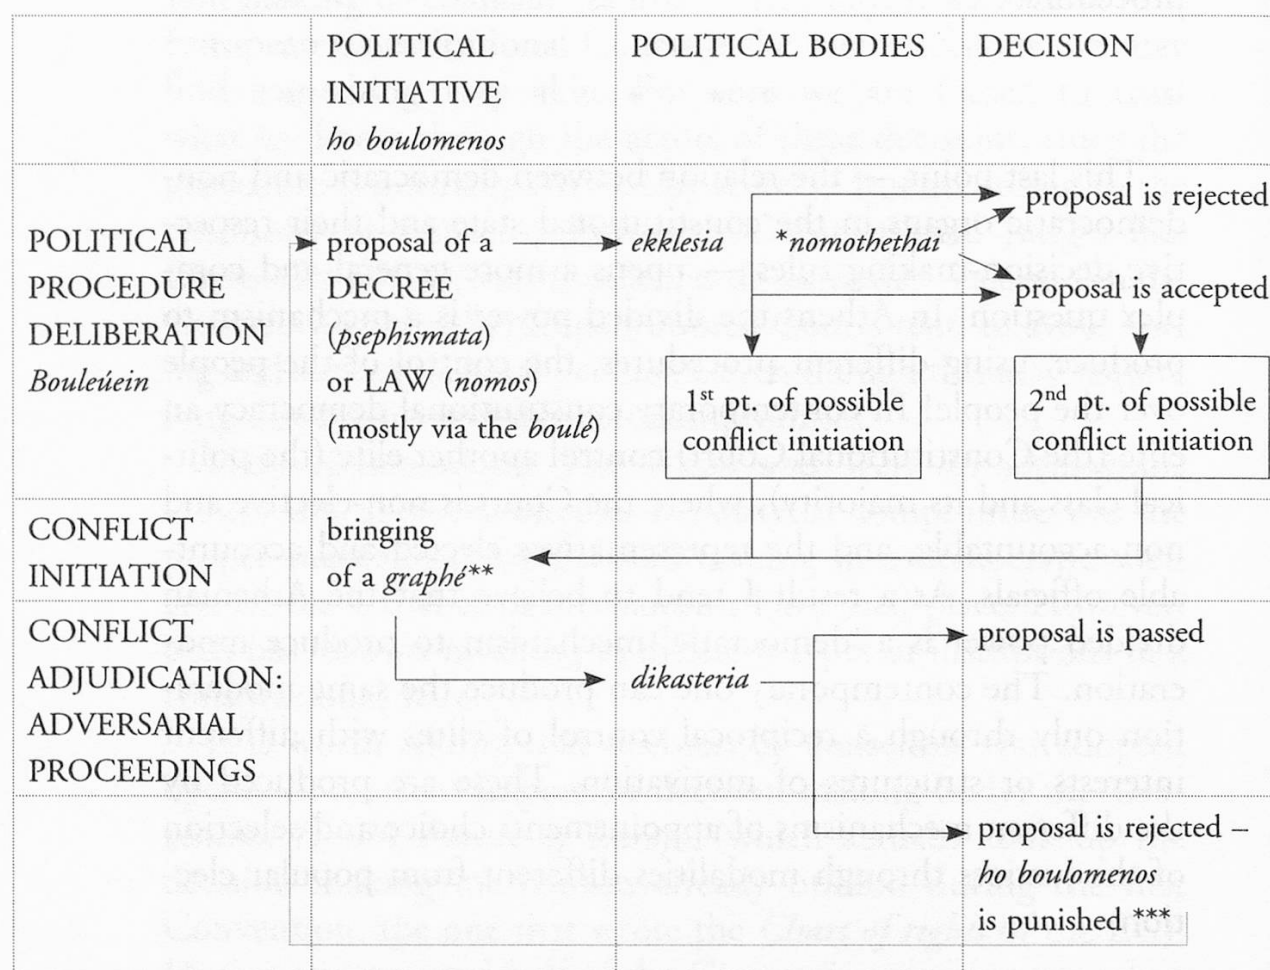 POLITICAL
INITIATIVE
ho boulomenos
POLITICAL BODIES
DECISION
POLITICAL
PROCEDURE
DELIBERATION
Bouleúein
proposal of a
DECREE
(psephismata)
or LAW (nomos)
(mostly via the boulé)
ekklesia
*nomothethai
proposal is rejected
proposal is accepted
1st pt. of possible
conflict initiation
2nd pt. of possible
conflict initiation
CONFLICT
INITIATION
bringing
of a graphé**
CONFLICT
ADJUDICATION:
ADVERSARIAL
PROCEEDINGS
dikasteria
proposal is passed
proposal is rejected –
ho boulomenos
is punished ***